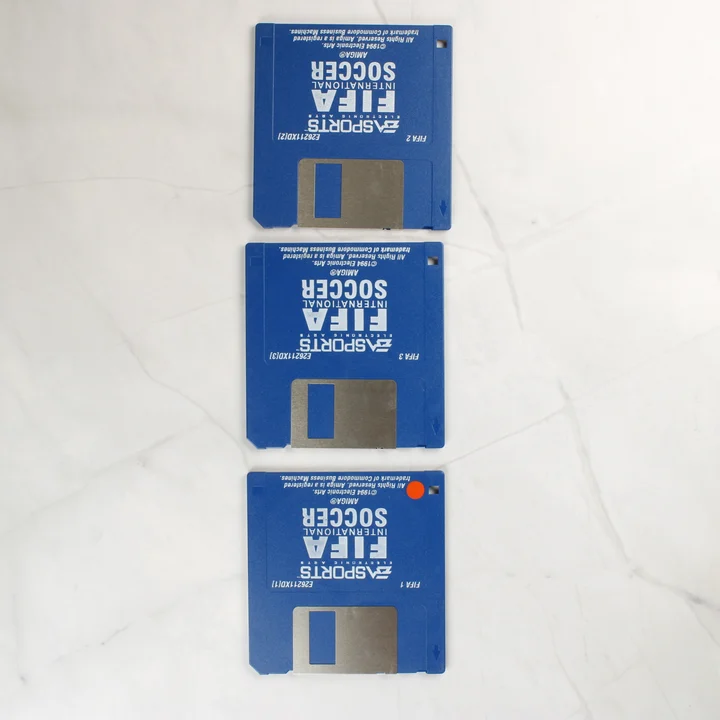 FIFA 1 E26211XD[1]
EA SPORTS™
ELECTRONIC ARTS
FIFA
INTERNATIONAL
SOCCER
AMIGA®
©1994 Electronic Arts.
All Rights Reserved. Amiga is a registered
trademark of Commodore Business Machines.
FIFA 3 E26211XD[3]
EA SPORTS™
ELECTRONIC ARTS
FIFA
INTERNATIONAL
SOCCER
AMIGA®
©1994 Electronic Arts.
All Rights Reserved. Amiga is a registered
trademark of Commodore Business Machines.
FIFA 2 E26211XD[2]
EA SPORTS™
ELECTRONIC ARTS
FIFA
INTERNATIONAL
SOCCER
AMIGA®
©1994 Electronic Arts.
All Rights Reserved. Amiga is a registered
trademark of Commodore Business Machines.